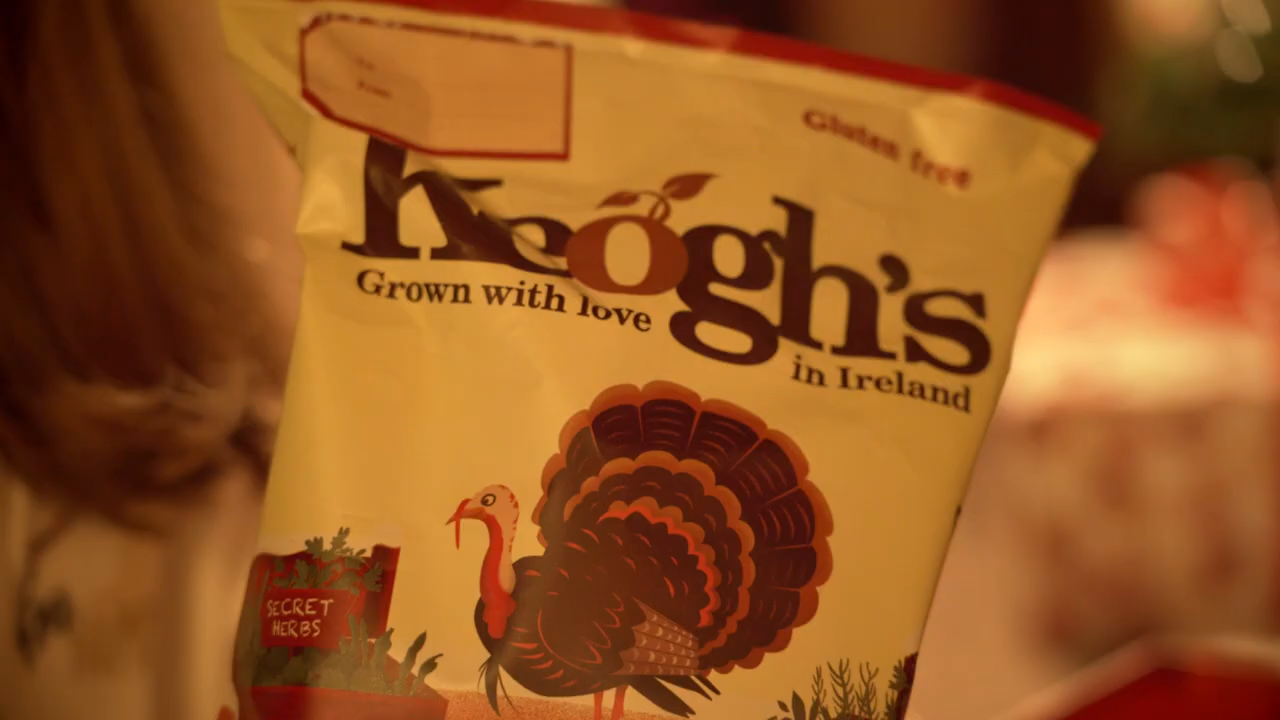 Gluten free
Keogh's
Grown with love
in Ireland
SECRET
HERBS